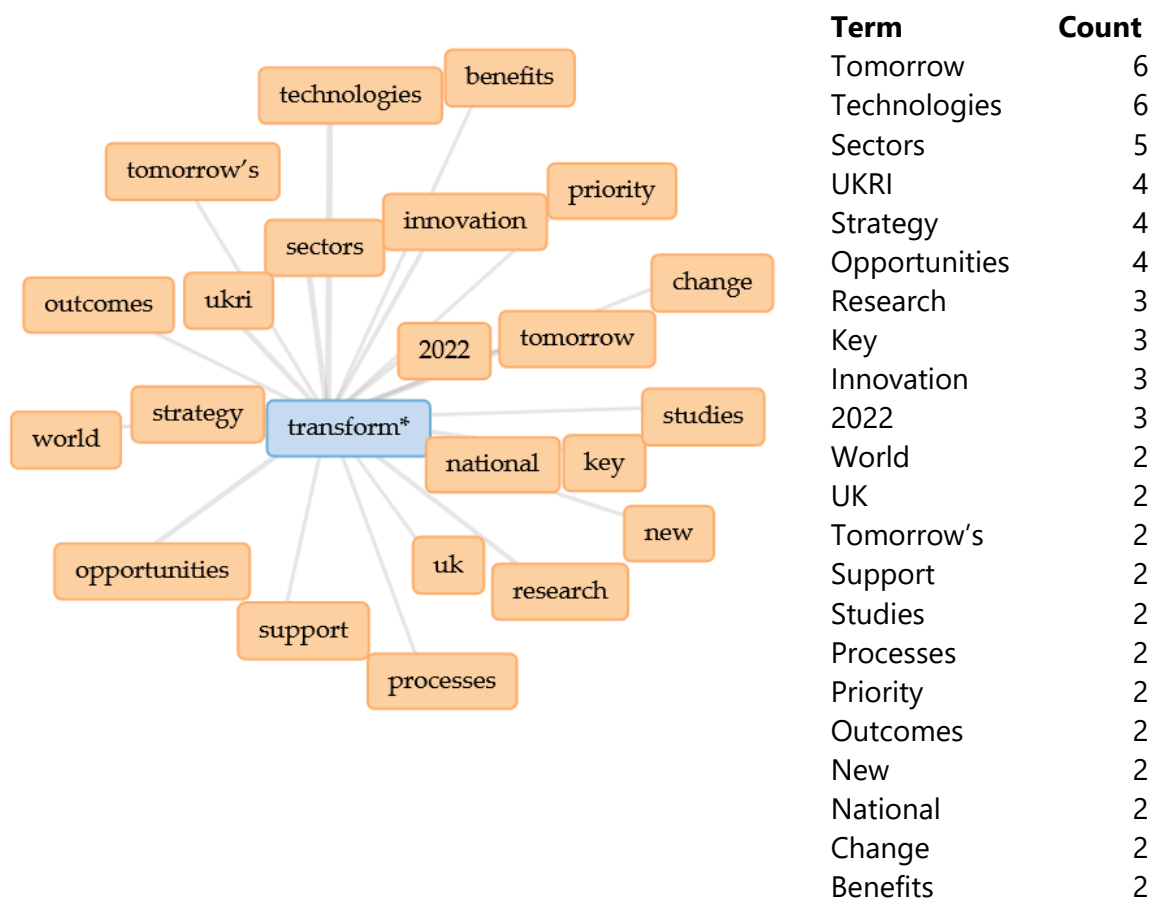 benefits
technologies
tomorrow's
priority
innovation
sectors
change
ukri
outcomes
tomorrow
2022
strategy
studies
transform*
world
national
key
new
uk
opportunities
research
support
processes
Term Count
Tomorrow 6
Technologies 6
Sectors 5
UKRI 4
Strategy 4
Opportunities 4
Research 3
Key 3
Innovation 3
2022 3
World 2
UK 2
Tomorrow's 2
Support 2
Studies 2
Processes 2
Priority 2
Outcomes 2
New 2
National 2
Change 2
Benefits 2